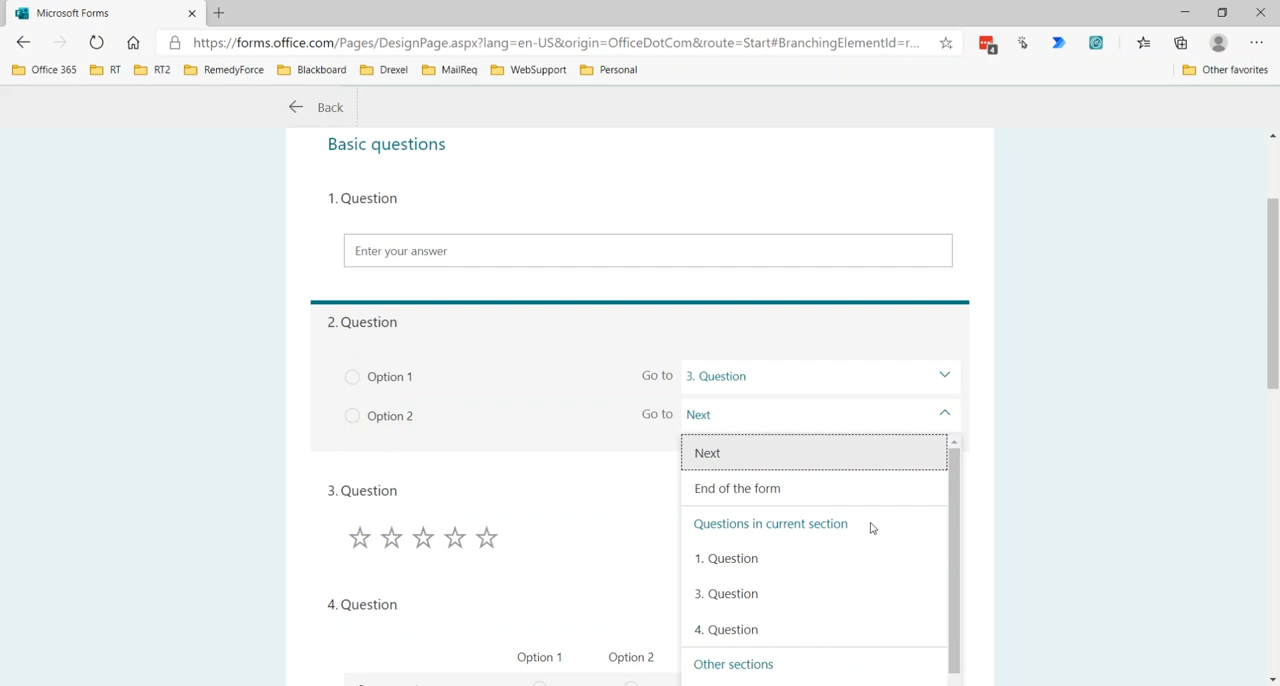 Microsoft Forms
https://forms.office.com/Pages/DesignPage.aspx?lang=en-US&origin=OfficeDotCom&route=Start#BranchingElementId=r...
4
Office 365 RT RT2 RemedyForce Blackboard Drexel MailReq WebSupport Personal Other favorites
Back
Basic questions
1. Question
Enter your answer
2. Question
Option 1 Go to 3. Question
Option 2 Go to Next
Next
End of the form
3. Question
Questions in current section
1. Question
3. Question
4. Question
4. Question
Option 1 Option 2
Other sections